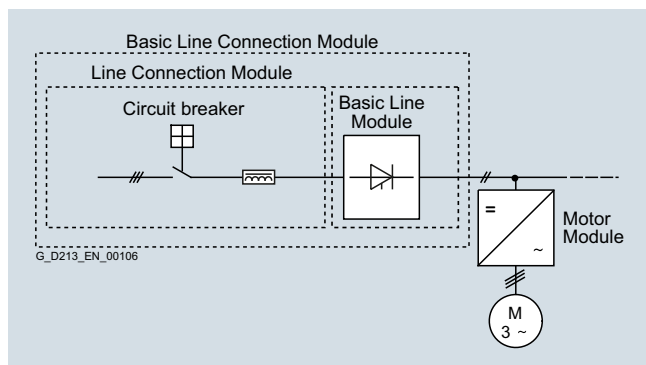 Basic Line Connection Module
Line Connection Module
Circuit breaker
Basic Line
Module
=
~
Motor
Module
G_D213_EN_00106
M
3 ~